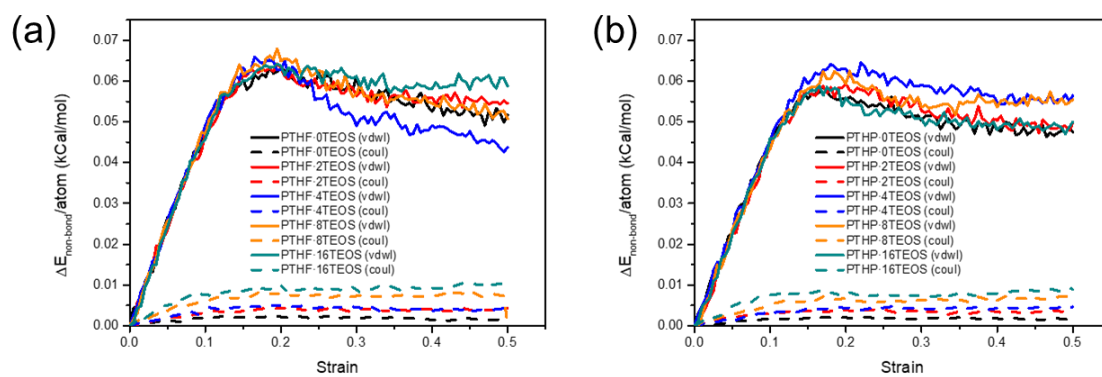 (a)
ΔE non-bond/atom (kCal/mol)
0.07
0.06
0.05
0.04
0.03
0.02
0.01
0.00
PTHF·0TEOS (vdwl)
PTHF·0TEOS (coul)
PTHF·2TEOS (vdwl)
PTHF·2TEOS (coul)
PTHF·4TEOS (vdwl)
PTHF·4TEOS (coul)
PTHF·8TEOS (vdwl)
PTHF·8TEOS (coul)
PTHF·16TEOS (vdwl)
PTHF·16TEOS (coul)
0.0 0.1 0.2 0.3 0.4 0.5
Strain
(b)
ΔE non-bond/atom (kCal/mol)
0.07
0.06
0.05
0.04
0.03
0.02
0.01
0.00
PTHP·0TEOS (vdwl)
PTHP·0TEOS (coul)
PTHP·2TEOS (vdwl)
PTHP·2TEOS (coul)
PTHP·4TEOS (vdwl)
PTHP·4TEOS (coul)
PTHP·8TEOS (vdwl)
PTHP·8TEOS (coul)
PTHP·16TEOS (vdwl)
PTHP·16TEOS (coul)
0.0 0.1 0.2 0.3 0.4 0.5
Strain